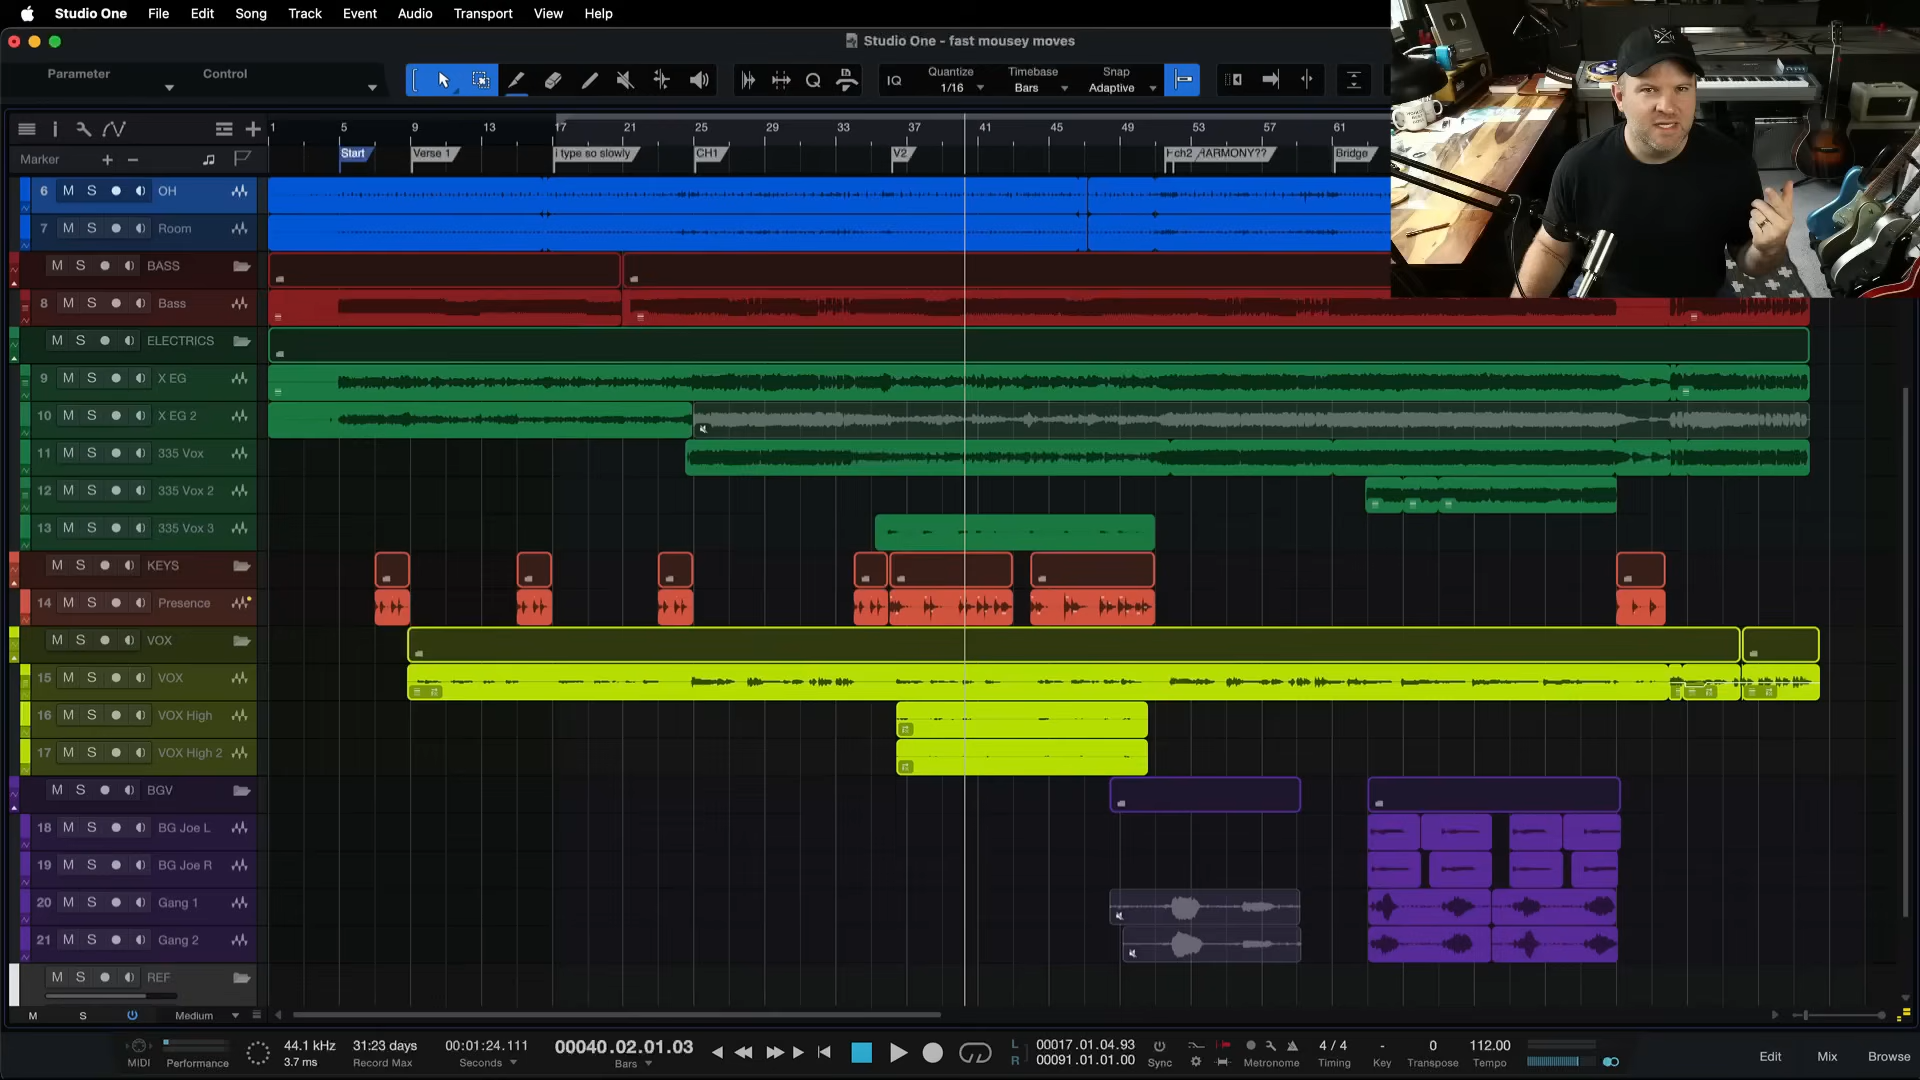 Studio One File Edit Song Track Event Audio Transport View Help
Studio One - fast mousey moves
Parameter Control
IQ Quantize 1/16 Timebase Bars Snap Adaptive
1 5 9 13 17 21 25 29 33 37 41 45 49 53 57 61
Marker
Start Verse 1 i type so slowly CH1 V2 ch2 HARMONY?? Bridge
6 M S OH
7 M S Room
M S BASS
8 M S Bass
M S ELECTRICS
9 M S X EG
10 M S X EG 2
11 M S 335 Vox
12 M S 335 Vox 2
13 M S 335 Vox 3
M S KEYS
14 M S Presence
M S VOX
15 M S VOX
16 M S VOX High
17 M S VOX High 2
M S BGV
18 M S BG Joe L
19 M S BG Joe R
20 M S Gang 1
21 M S Gang 2
M S REF
M S Medium
MIDI Performance
44.1 kHz
3.7 ms
31:23 days
Record Max
00:01:24.111
Seconds
00040.02.01.03
Bars
L 00017.01.04.93
R 00091.01.01.00
Sync
Metronome
4 / 4
Timing
-
Key
0
Transpose
112.00
Tempo
Edit Mix Browse